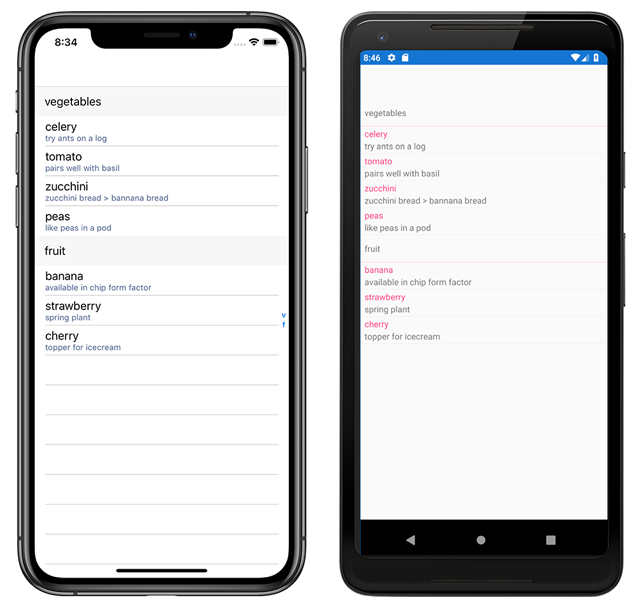 8:34
vegetables
celery
try ants on a log
tomato
pairs well with basil
zucchini
zucchini bread > bannana bread
peas
like peas in a pod
fruit
banana
available in chip form factor
strawberry
spring plant
cherry
topper for icecream
v
f
8:46
vegetables
celery
try ants on a log
tomato
pairs well with basil
zucchini
zucchini bread > bannana bread
peas
like peas in a pod
fruit
banana
available in chip form factor
strawberry
spring plant
cherry
topper for icecream